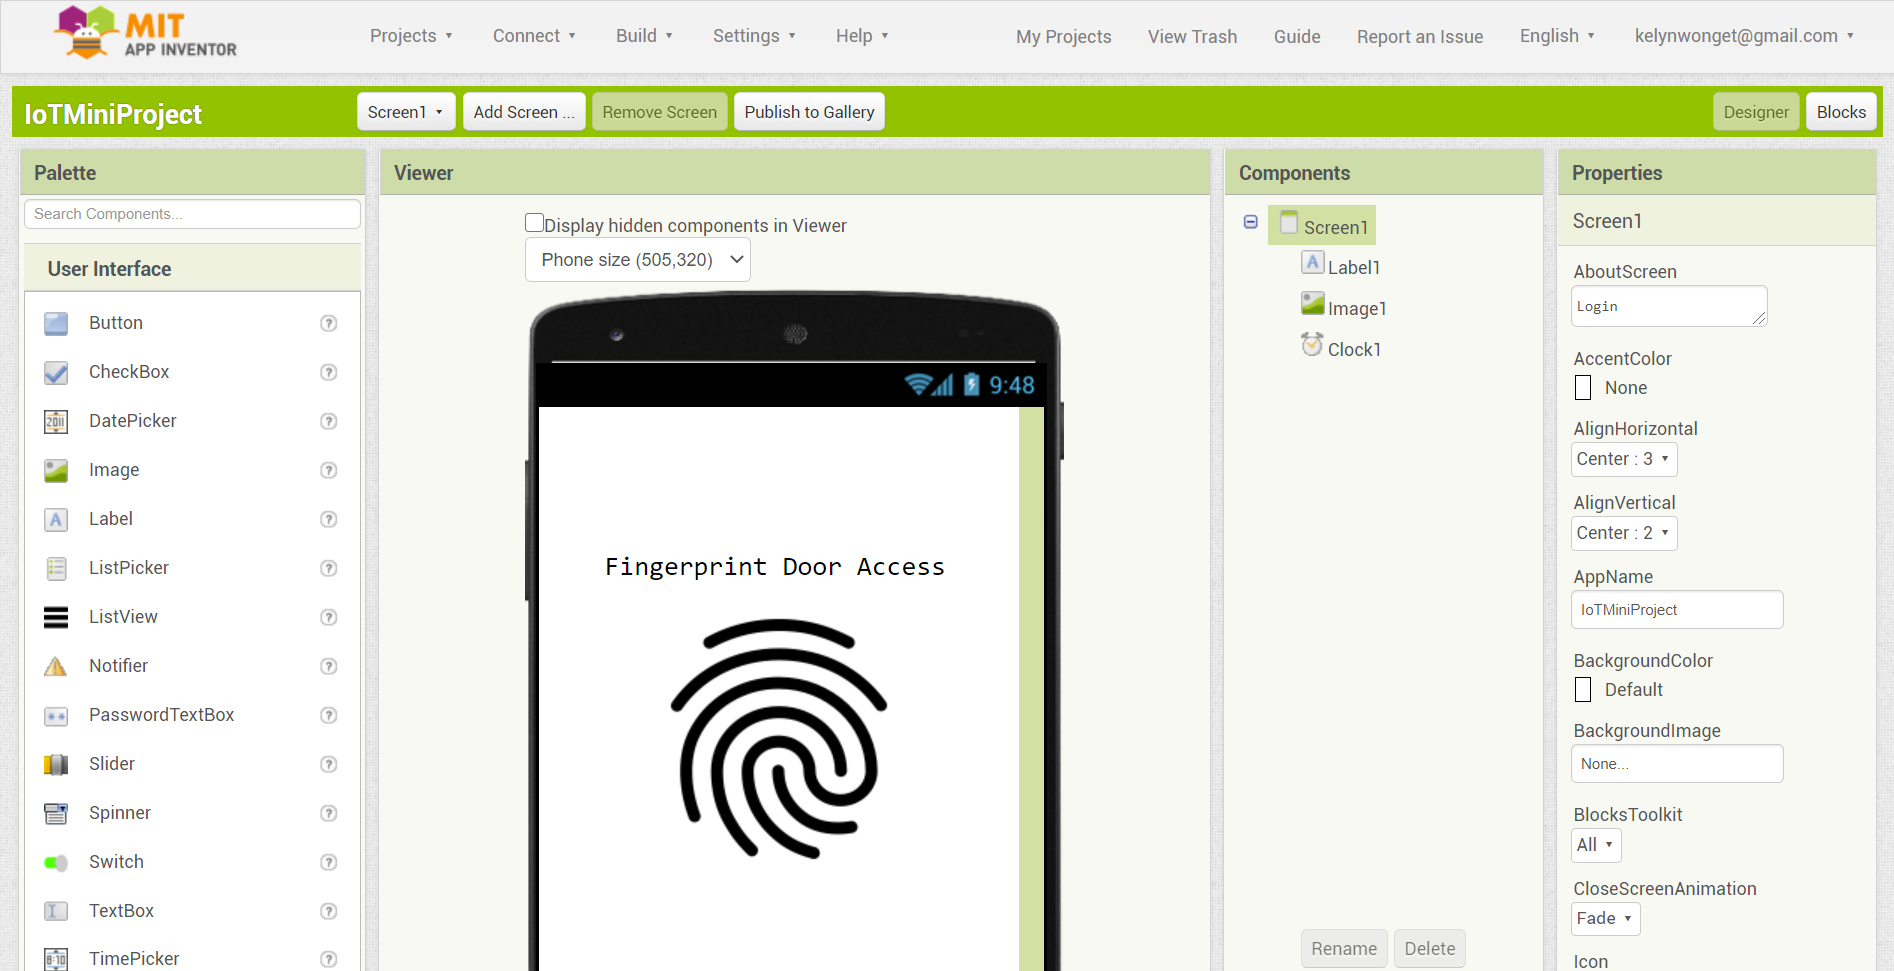 MIT
APP INVENTOR
Projects
Connect
Build
Settings
Help
My Projects
View Trash
Guide
Report an Issue
English
kelynwonget@gmail.com
IoTMiniProject
Screen1
Add Screen ...
Remove Screen
Publish to Gallery
Designer
Blocks
Palette
Search Components...
User Interface
Button
CheckBox
DatePicker
Image
Label
ListPicker
ListView
Notifier
PasswordTextBox
Slider
Spinner
Switch
TextBox
TimePicker
Viewer
Display hidden components in Viewer
Phone size (505,320)
9:48
Fingerprint Door Access
Components
Screen1
Label1
Image1
Clock1
Rename
Delete
Properties
Screen1
AboutScreen
Login
AccentColor
None
AlignHorizontal
Center : 3
AlignVertical
Center : 2
AppName
IoTMiniProject
BackgroundColor
Default
BackgroundImage
None...
BlocksToolkit
All
CloseScreenAnimation
Fade
Icon